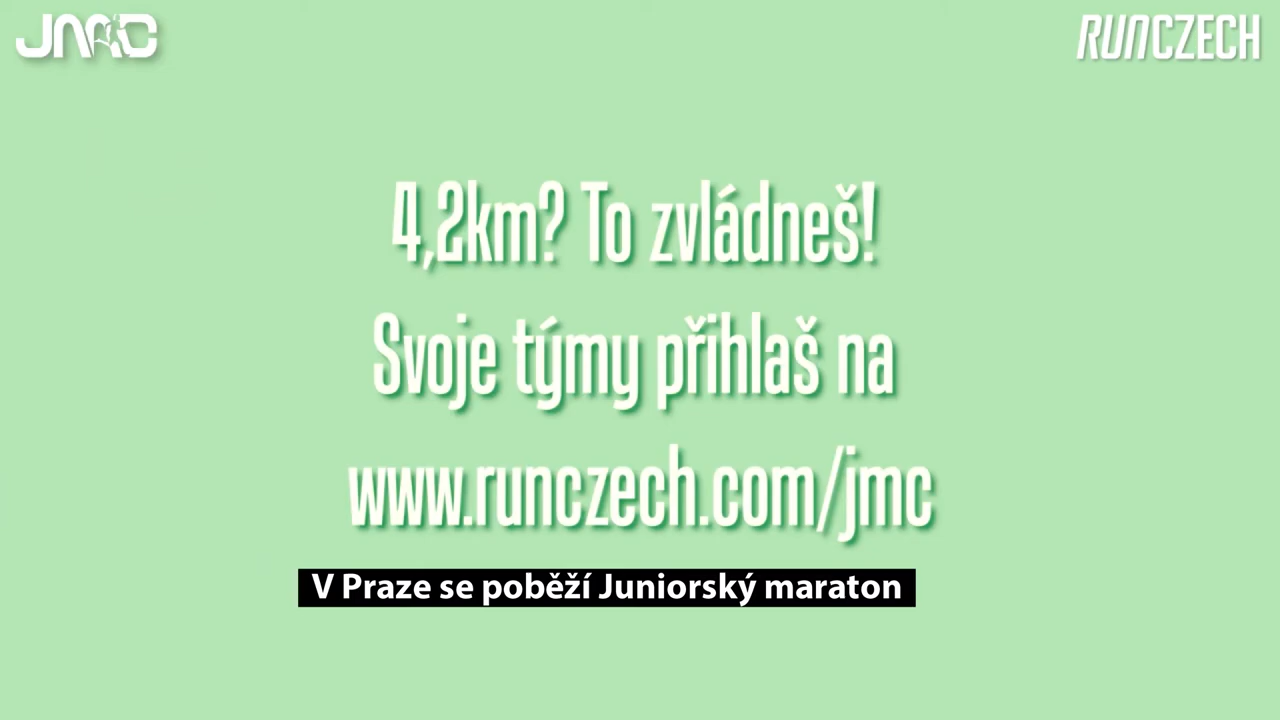 JMC
RUNCZECH
4,2km? To zvládneš!
Svoje týmy přihlaš na
www.runczech.com/jmc
V Praze se poběží Juniorský maraton